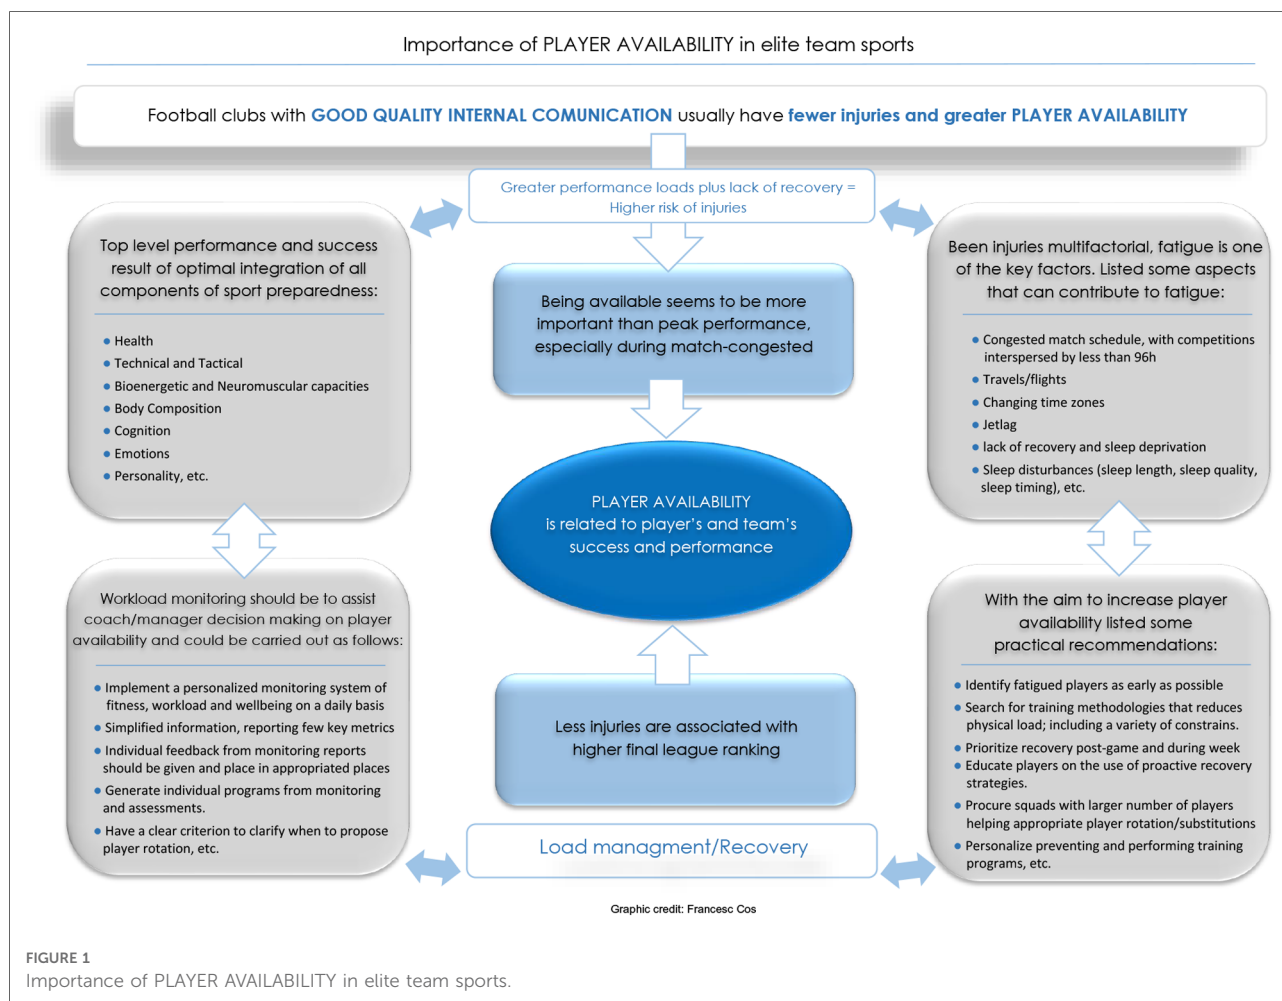 Importance of PLAYER AVAILABILITY in elite team sports
Football clubs with GOOD QUALITY INTERNAL COMUNICATION usually have fewer injuries and greater PLAYER AVAILABILITY
Greater performance loads plus lack of recovery =
Higher risk of injuries
Top level performance and success
result of optimal integration of all
components of sport preparedness:
Health
Technical and Tactical
Bioenergetic and Neuromuscular capacities
Body Composition
Cognition
Emotions
Personality, etc.
Being available seems to be more
important than peak performance,
especially during match-congested
Been injuries multifactorial, fatigue is one
of the key factors. Listed some aspects
that can contribute to fatigue:
Congested match schedule, with competitions
interspersed by less than 96h
Travels/flights
Changing time zones
Jetlag
lack of recovery and sleep deprivation
Sleep disturbances (sleep length, sleep quality,
sleep timing), etc.
PLAYER AVAILABILITY
is related to player's and team's
success and performance
Workload monitoring should be to assist
coach/manager decision making on player
availability and could be carried out as follows:
Implement a personalized monitoring system of
fitness, workload and wellbeing on a daily basis
Simplified information, reporting few key metrics
Individual feedback from monitoring reports
should be given and place in appropriated places
Generate individual programs from monitoring
and assessments.
Have a clear criterion to clarify when to propose
player rotation, etc.
Less injuries are associated with
higher final league ranking
With the aim to increase player
availability listed some
practical recommendations:
Identify fatigued players as early as possible
Search for training methodologies that reduces
physical load; including a variety of constrains.
Prioritize recovery post-game and during week
Educate players on the use of proactive recovery
strategies.
Procure squads with larger number of players
helping appropriate player rotation/substitutions
Personalize preventing and performing training
programs, etc.
Load managment/Recovery
Graphic credit: Francesc Cos
FIGURE 1
Importance of PLAYER AVAILABILITY in elite team sports.